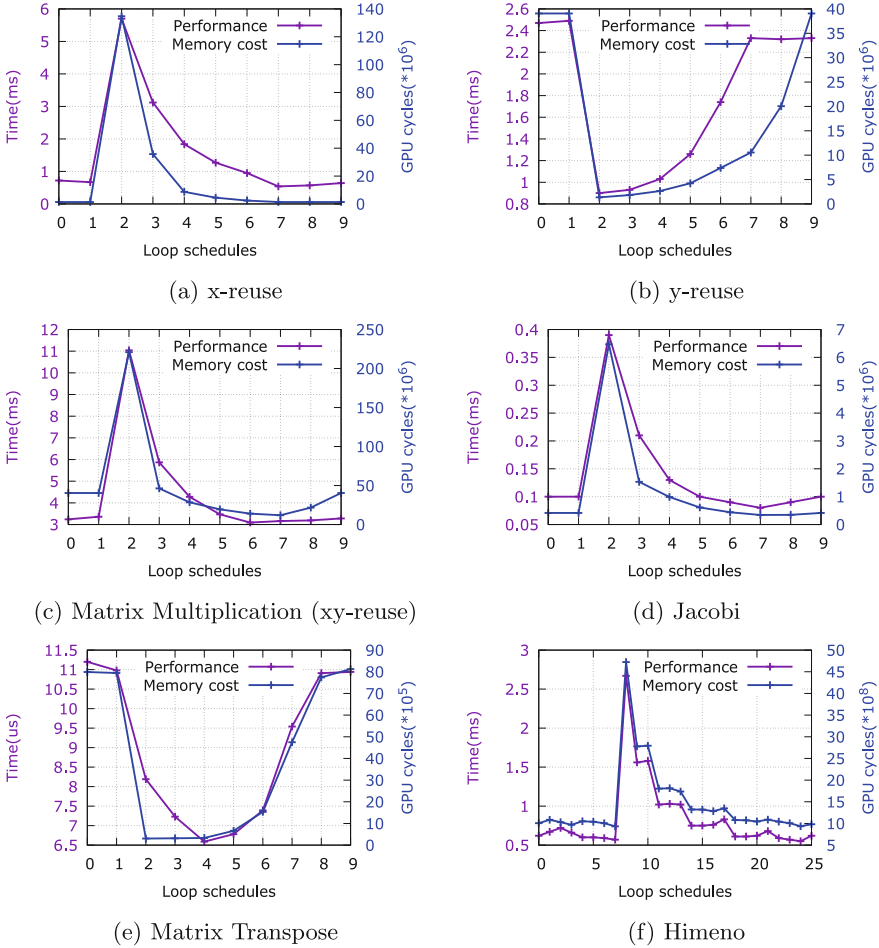 6
5
4
3
2
1
0
Time(ms)
Performance
Memory cost
140
120
100
80
60
40
20
0
GPU cycles(*10^6)
0 1 2 3 4 5 6 7 8 9
Loop schedules
(a) x-reuse
2.6
2.4
2.2
2
1.8
1.6
1.4
1.2
1
0.8
Time(ms)
Performance
Memory cost
40
35
30
25
20
15
10
5
0
GPU cycles(*10^6)
0 1 2 3 4 5 6 7 8 9
Loop schedules
(b) y-reuse
12
11
10
9
8
7
6
5
4
3
Time(ms)
Performance
Memory cost
250
200
150
100
50
0
GPU cycles(*10^6)
0 1 2 3 4 5 6 7 8 9
Loop schedules
(c) Matrix Multiplication (xy-reuse)
0.4
0.35
0.3
0.25
0.2
0.15
0.1
0.05
Time(ms)
Performance
Memory cost
7
6
5
4
3
2
1
0
GPU cycles(*10^6)
0 1 2 3 4 5 6 7 8 9
Loop schedules
(d) Jacobi
11.5
11
10.5
10
9.5
9
8.5
8
7.5
7
6.5
Time(us)
Performance
Memory cost
90
80
70
60
50
40
30
20
10
0
GPU cycles(*10^5)
0 1 2 3 4 5 6 7 8 9
Loop schedules
(e) Matrix Transpose
3
2.5
2
1.5
1
0.5
Time(ms)
Performance
Memory cost
50
45
40
35
30
25
20
15
10
5
GPU cycles(*10^8)
0 5 10 15 20 25
Loop schedules
(f) Himeno